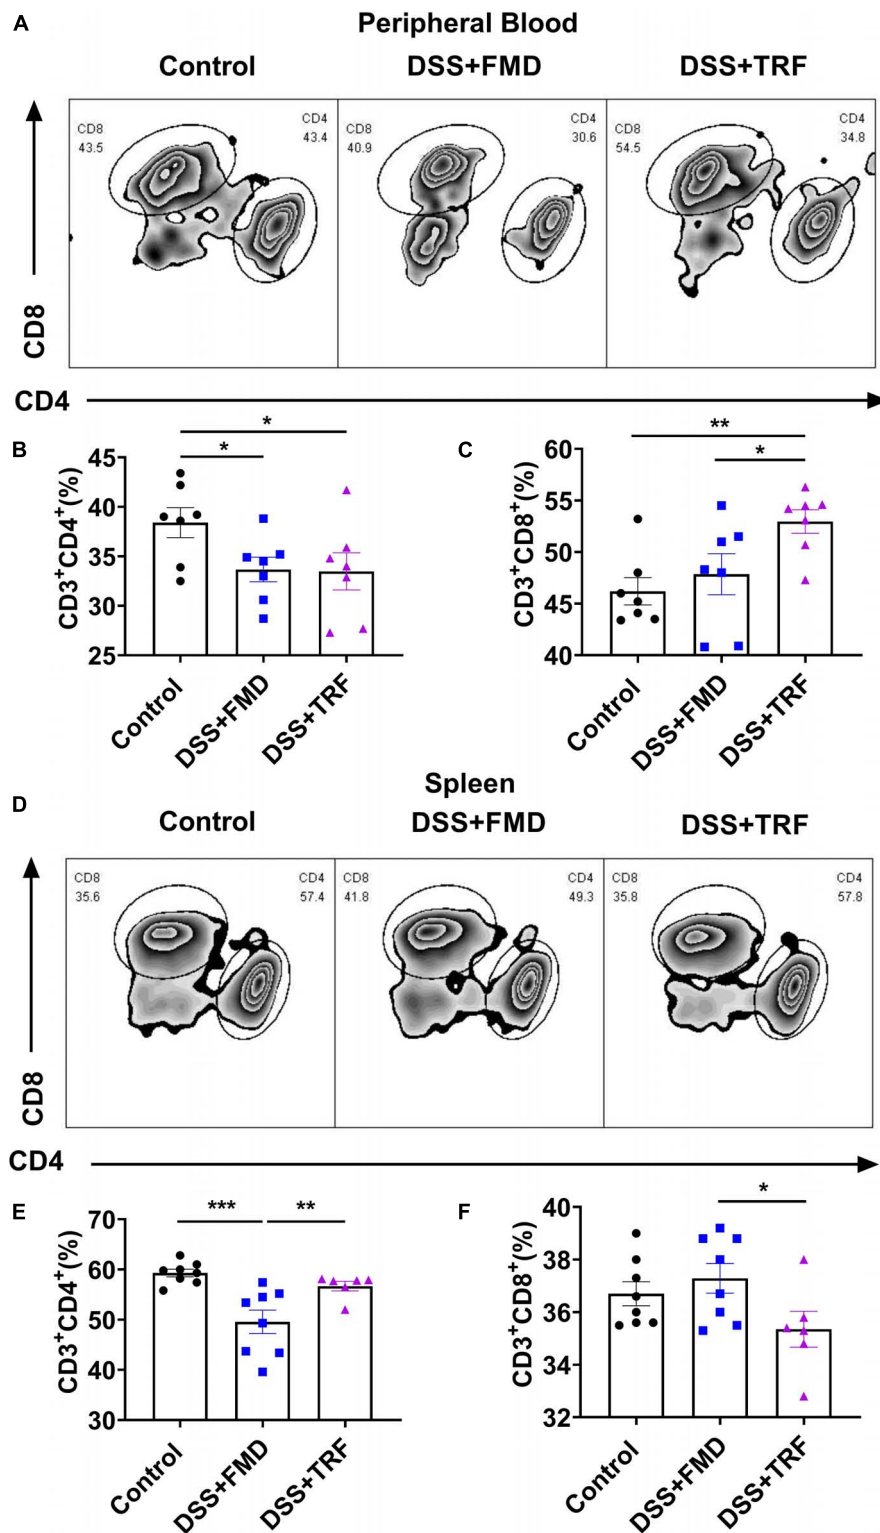 A
Peripheral Blood
Control DSS+FMD DSS+TRF
CD8 43.5 CD4 43.4
CD8 40.9 CD4 30.6
CD8 54.5 CD4 34.8
CD8
CD4
B
* *
CD3+CD4+(%)
45
40
35
30
25
Control DSS+FMD DSS+TRF
C
** *
CD3+CD8+(%)
60
55
50
45
40
Control DSS+FMD DSS+TRF
Spleen
D
Control DSS+FMD DSS+TRF
CD8 35.6 CD4 57.4
CD8 41.8 CD4 49.3
CD8 35.8 CD4 57.8
CD8
CD4
E
*** **
CD3+CD4+(%)
70
60
50
40
30
Control DSS+FMD DSS+TRF
F
*
CD3+CD8+(%)
40
38
36
34
32
Control DSS+FMD DSS+TRF